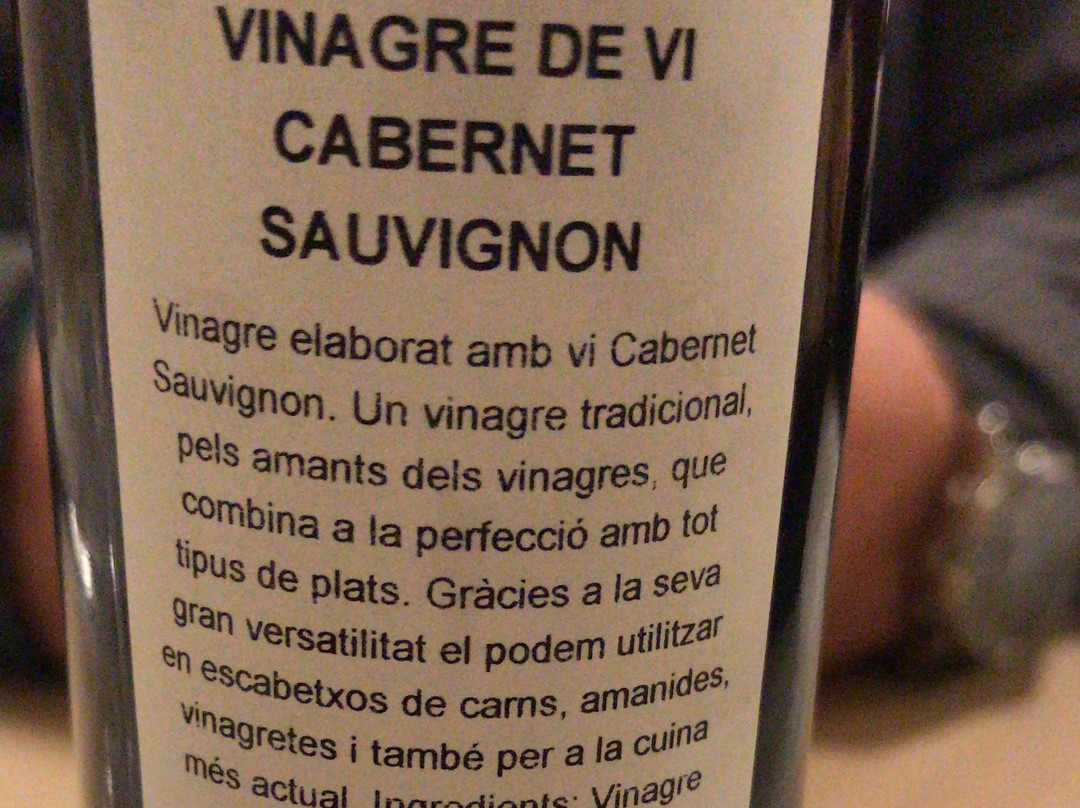 VINAGRE DE VI
CABERNET
SAUVIGNON
Vinagre elaborat amb vi Cabernet
Sauvignon. Un vinagre tradicional,
pels amants dels vinagres, que
combina a la perfecció amb tot
tipus de plats. Gràcies a la seva
gran versatilitat el podem utilitzar
en escabetxos de carns, amanides,
vinagretes i també per a la cuina
més actual. Ingredients: Vinagre